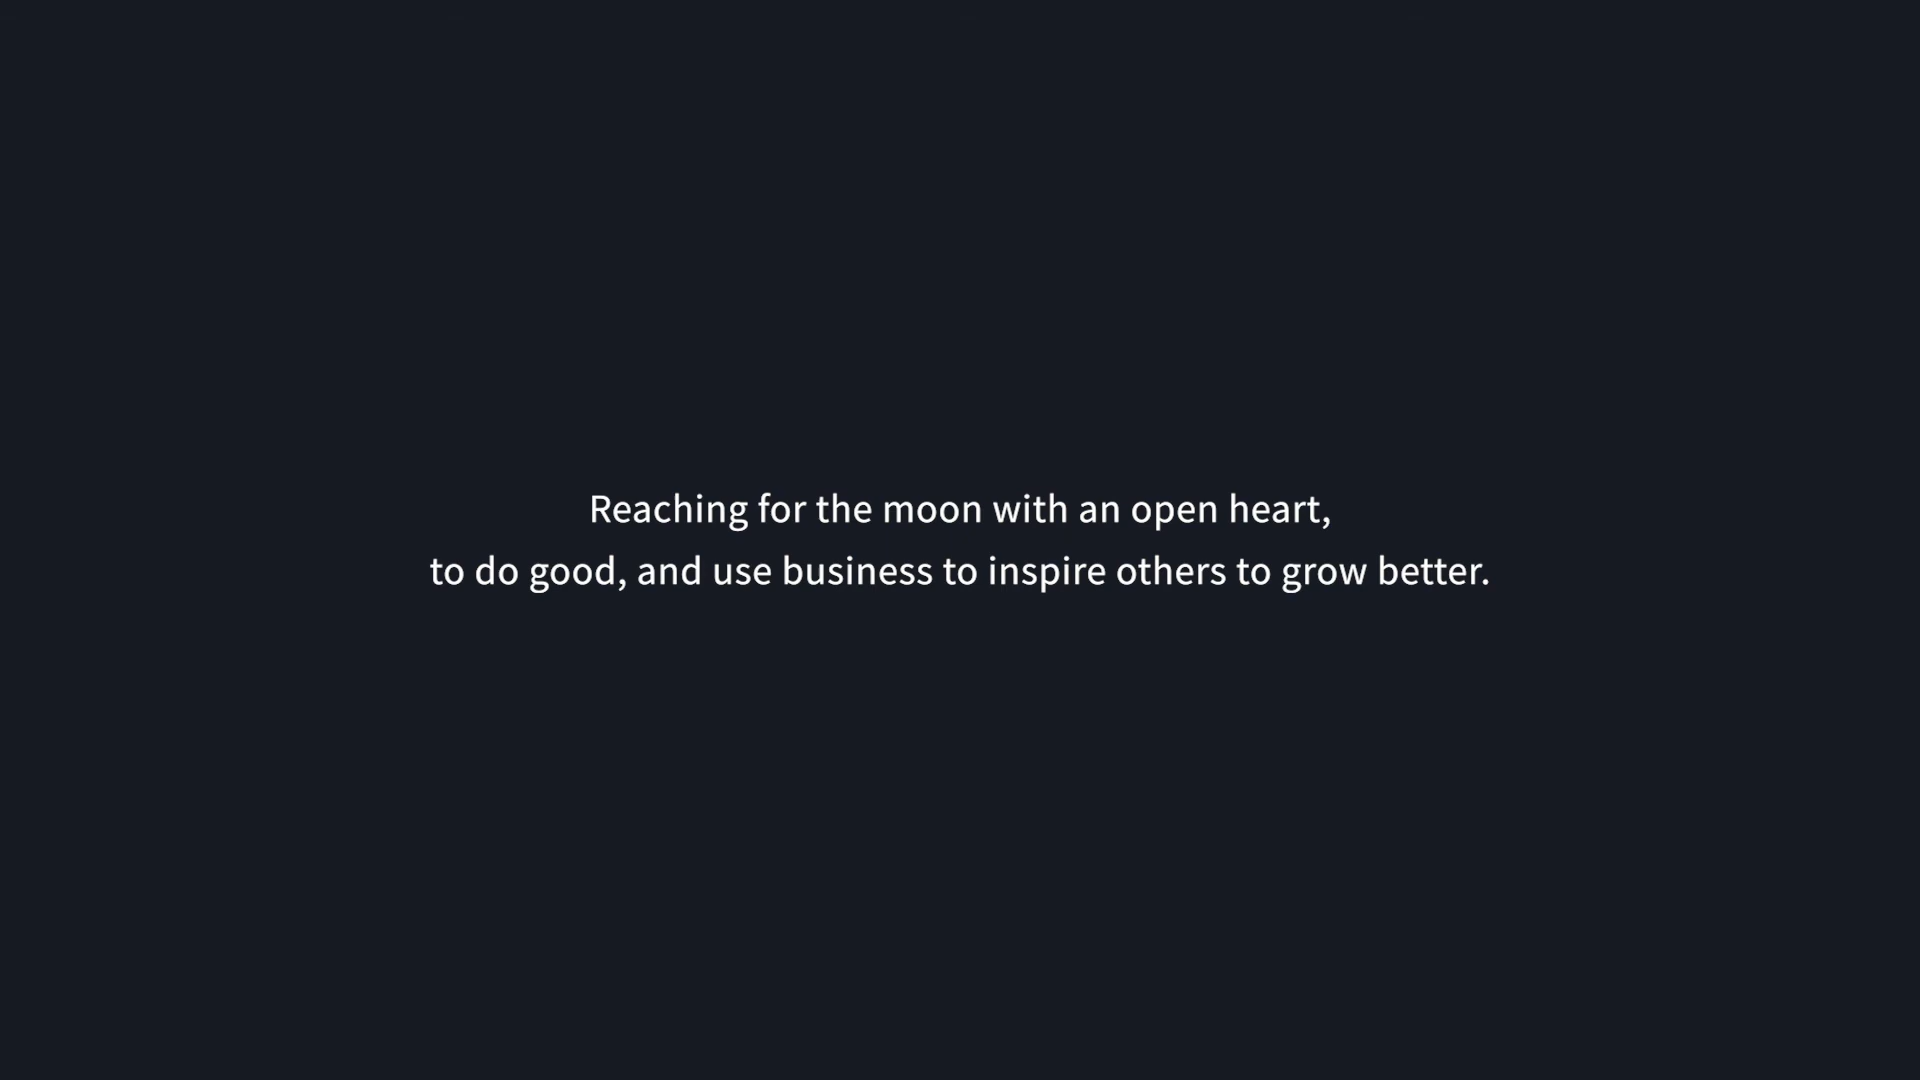 Reaching for the moon with an open heart,
to do good, and use business to inspire others to grow better.